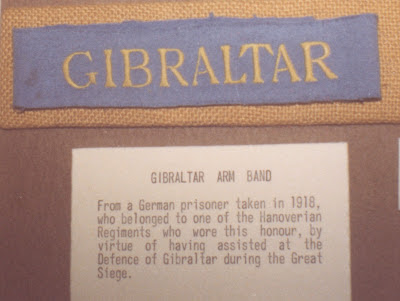 GIBRALTAR
GIBRALTAR ARM BAND
From a German prisoner taken in 1918,
who belonged to one of the Hanoverian
Regiments who wore this honour, by
virtue of having assisted at the
Defence of Gibraltar during the Great
Siege.